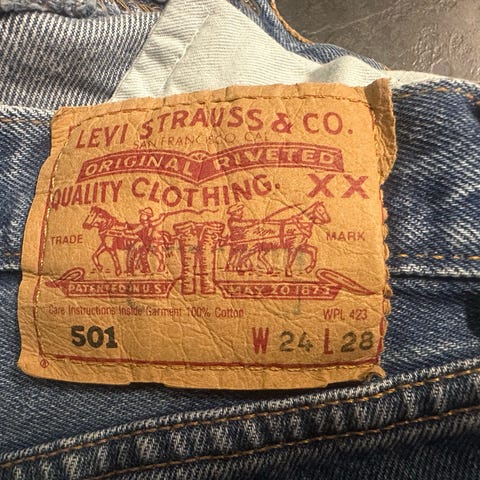 LEVI STRAUSS & CO.
SAN FRANCISCO CAL.
ORIGINAL RIVETED
QUALITY CLOTHING. XX
TRADE MARK
PATENTED IN U.S. MAY 20 1873
Care Instructions Inside Garment 100% Cotton WPL 423
501 W 24 L 28
®